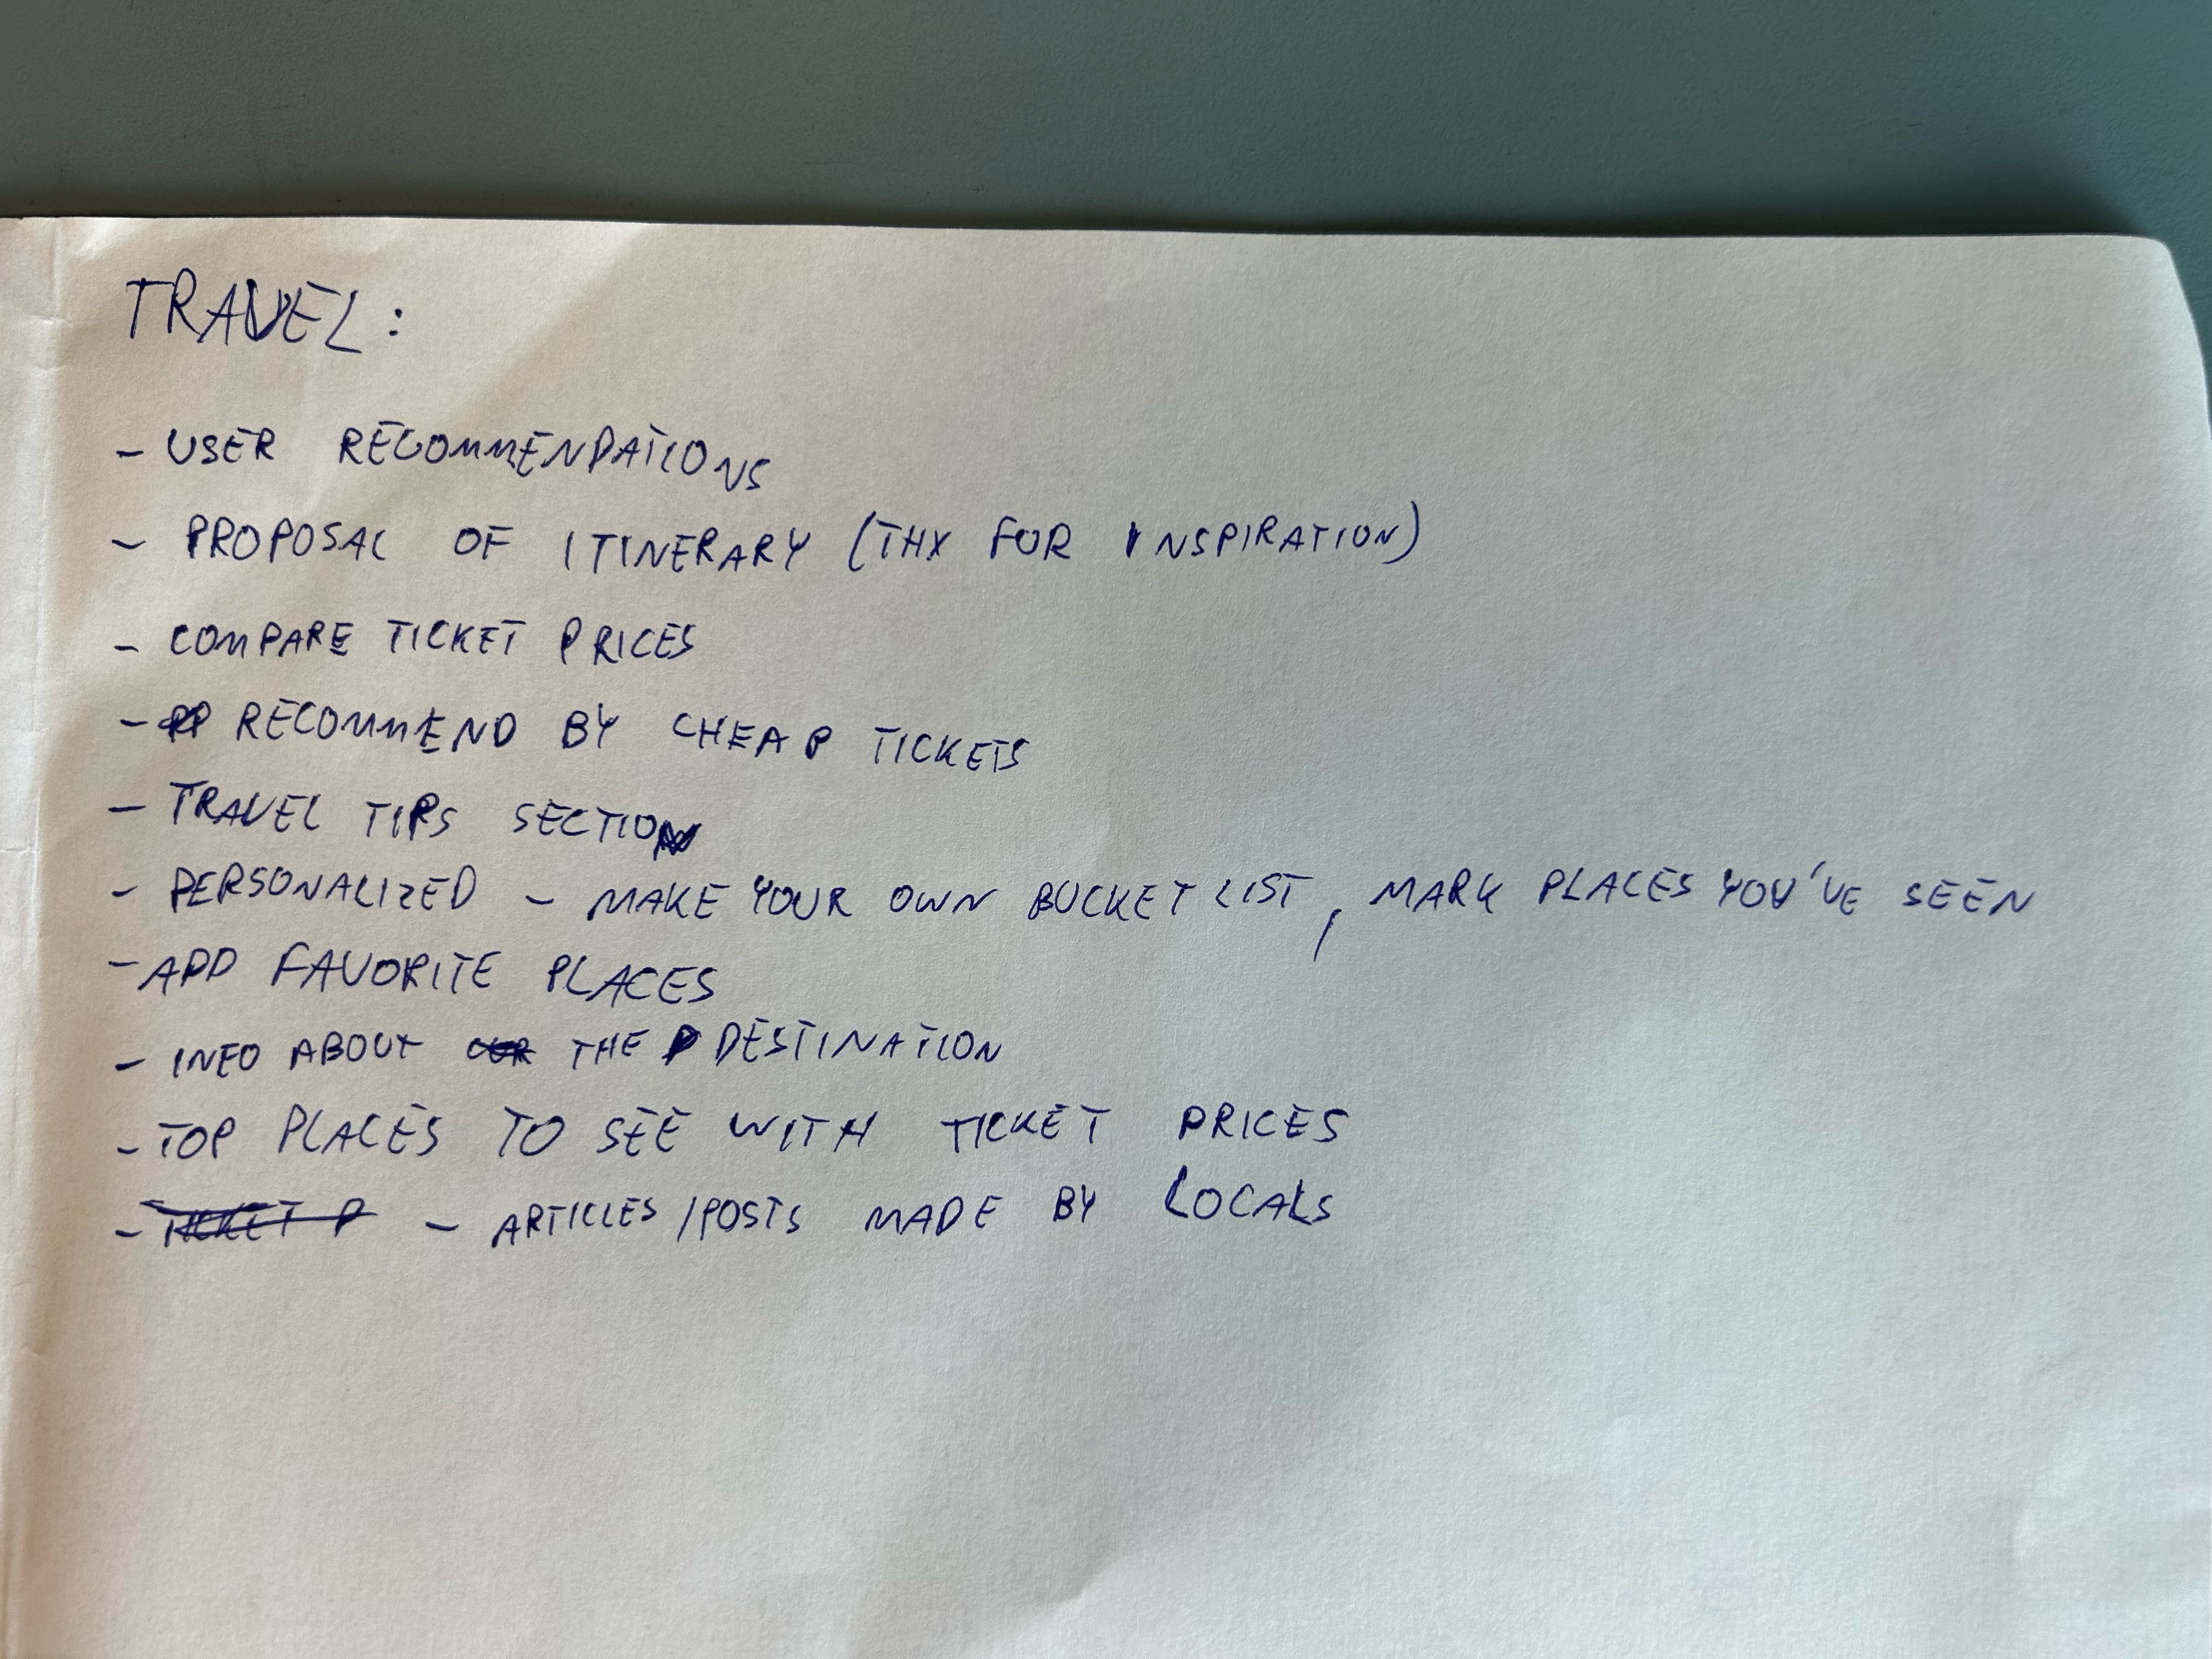 TRAVEL:
- USER RECOMMENDATIONS
- PROPOSAL OF ITINERARY (THX FOR INSPIRATION)
- COMPARE TICKET PRICES
- RECOMMEND BY CHEAP TICKETS
- TRAVEL TIPS SECTION
- PERSONALIZED - MAKE YOUR OWN BUCKET LIST, MARK PLACES YOU'VE SEEN
- ADD FAVORITE PLACES
- INFO ABOUT THE DESTINATION
- TOP PLACES TO SEE WITH TICKET PRICES
- TICKET P - ARTICLES/POSTS MADE BY LOCALS